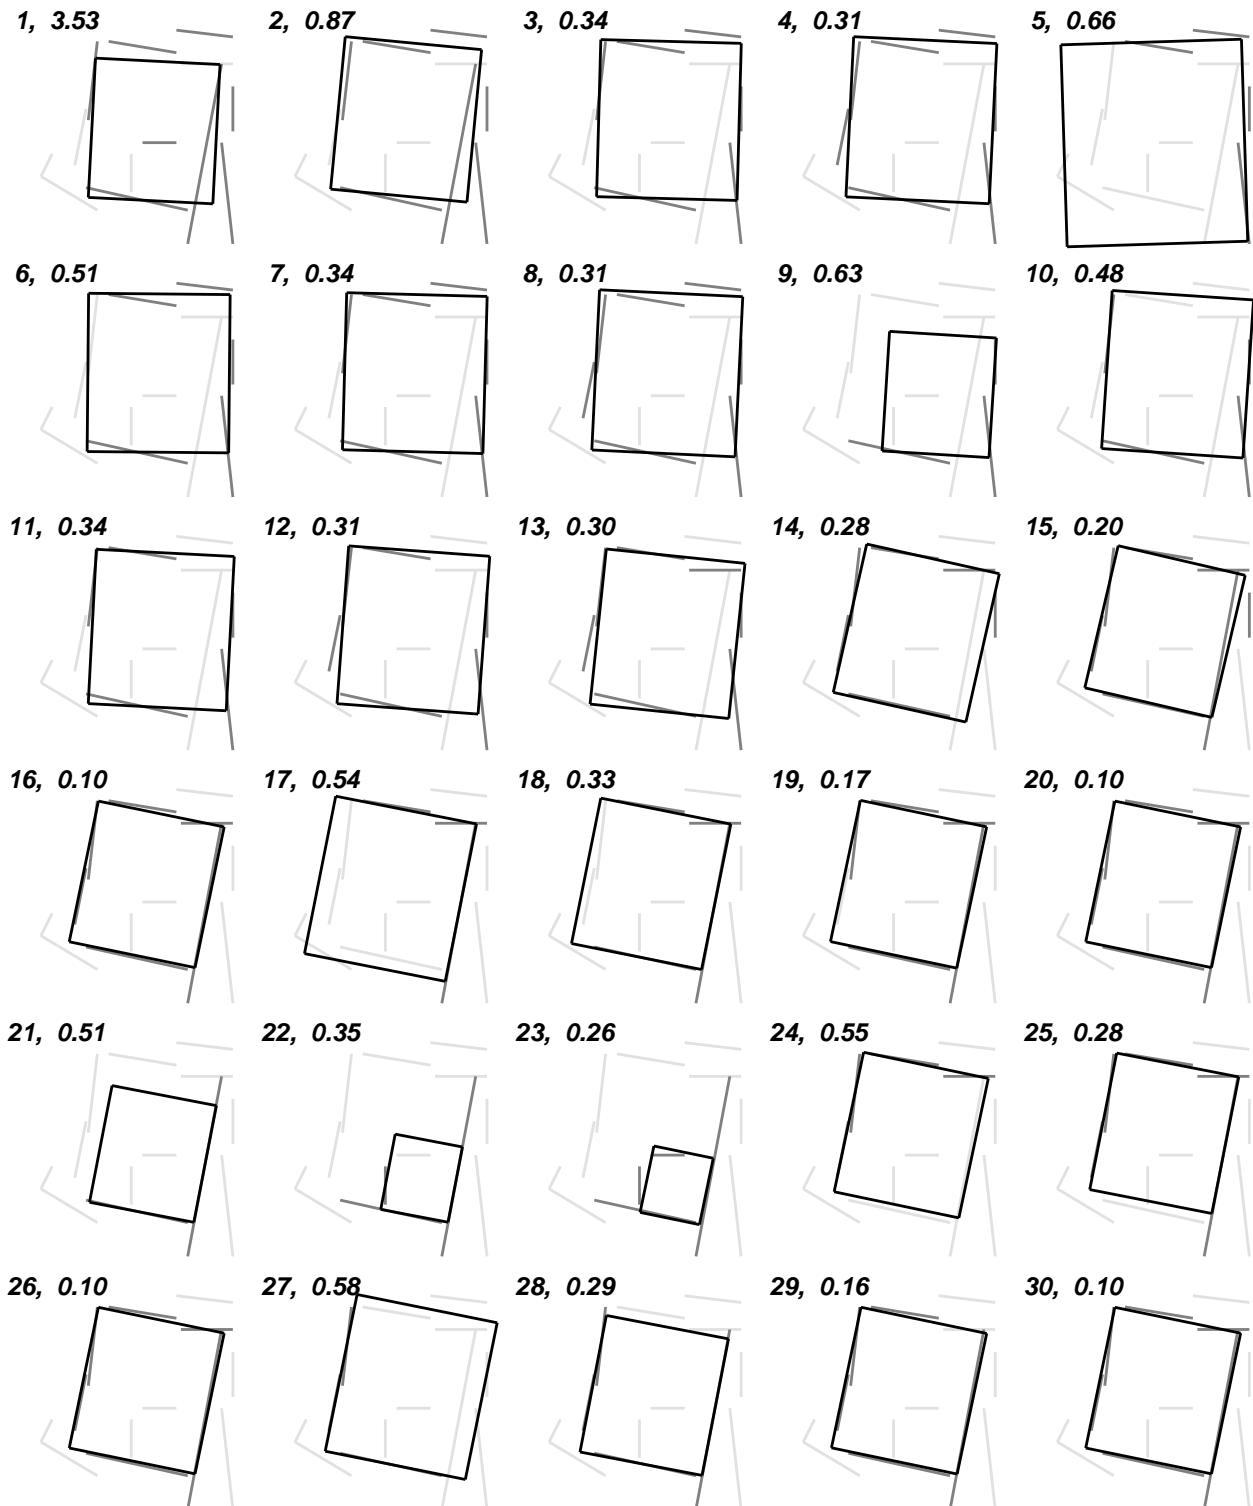 1, 3.53 2, 0.87 3, 0.34 4, 0.31 5, 0.66
6, 0.51 7, 0.34 8, 0.31 9, 0.63 10, 0.48
11, 0.34 12, 0.31 13, 0.30 14, 0.28 15, 0.20
16, 0.10 17, 0.54 18, 0.33 19, 0.17 20, 0.10
21, 0.51 22, 0.35 23, 0.26 24, 0.55 25, 0.28
26, 0.10 27, 0.58 28, 0.29 29, 0.16 30, 0.10